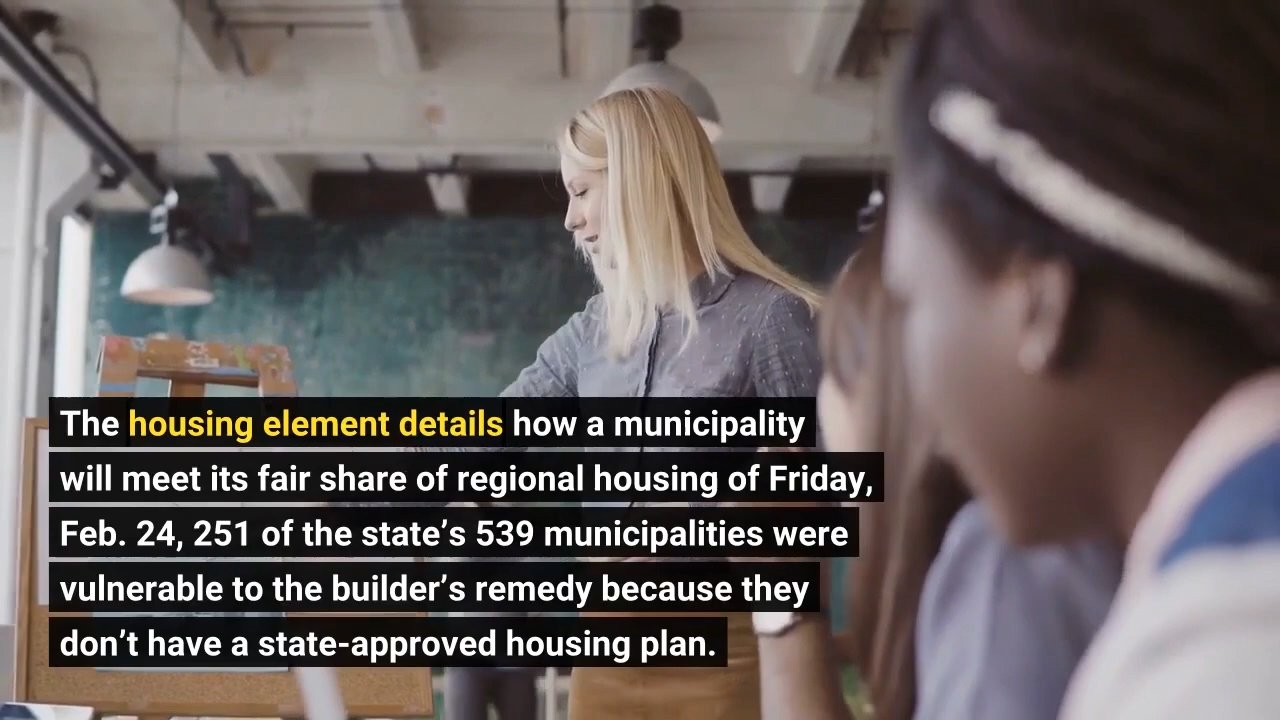 The housing element details how a municipality
will meet its fair share of regional housing of Friday,
Feb. 24, 251 of the state’s 539 municipalities were
vulnerable to the builder’s remedy because they
don’t have a state-approved housing plan.